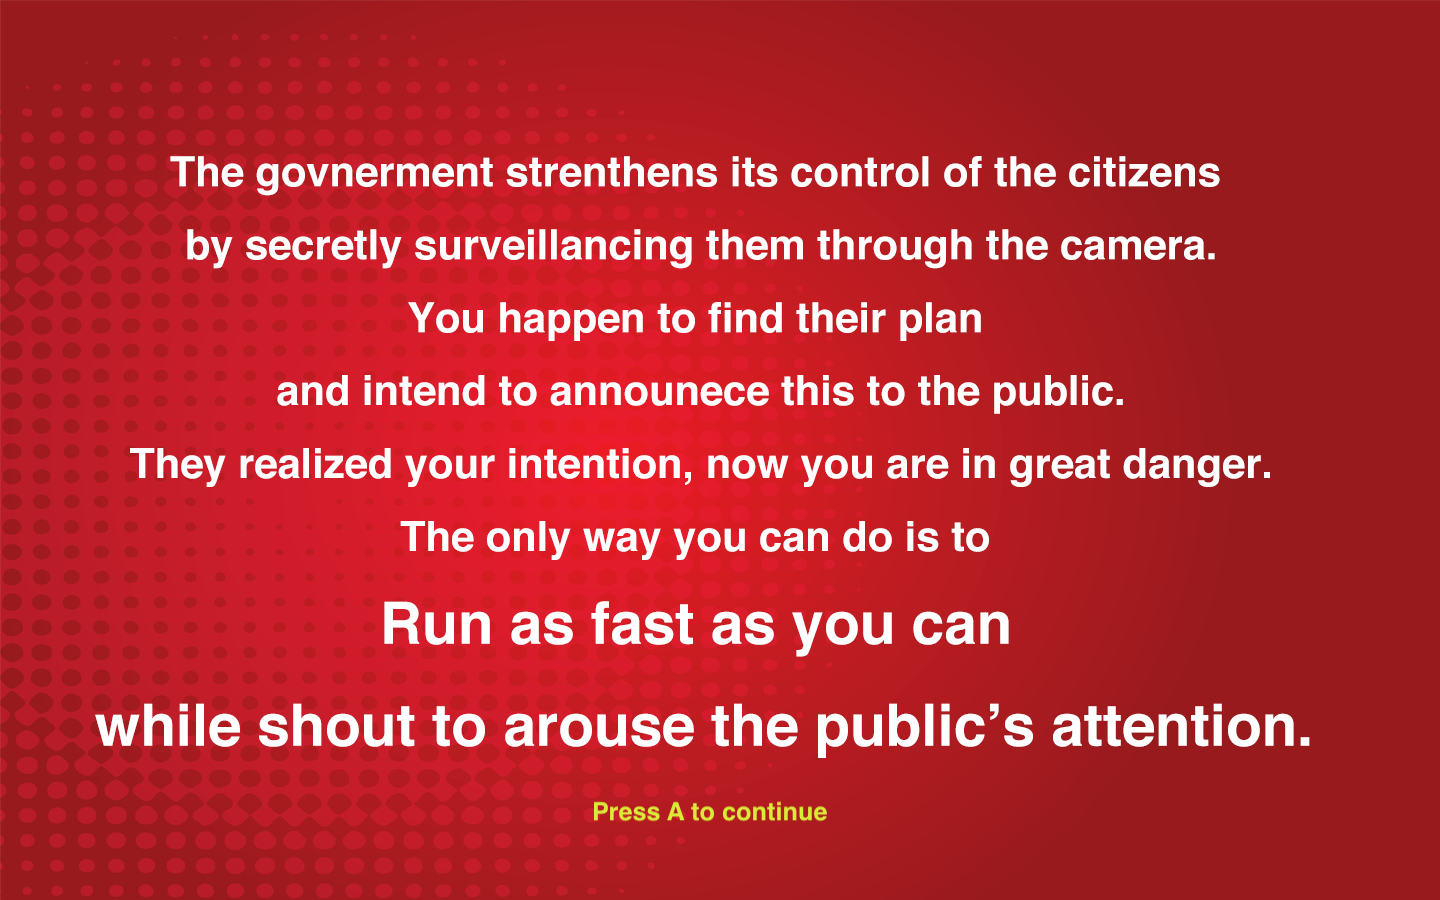 The govnerment strenthens its control of the citizens
by secretly surveillancing them through the camera.
You happen to find their plan
and intend to announece this to the public.
They realized your intention, now you are in great danger.
The only way you can do is to
Run as fast as you can
while shout to arouse the public’s attention.
Press A to continue